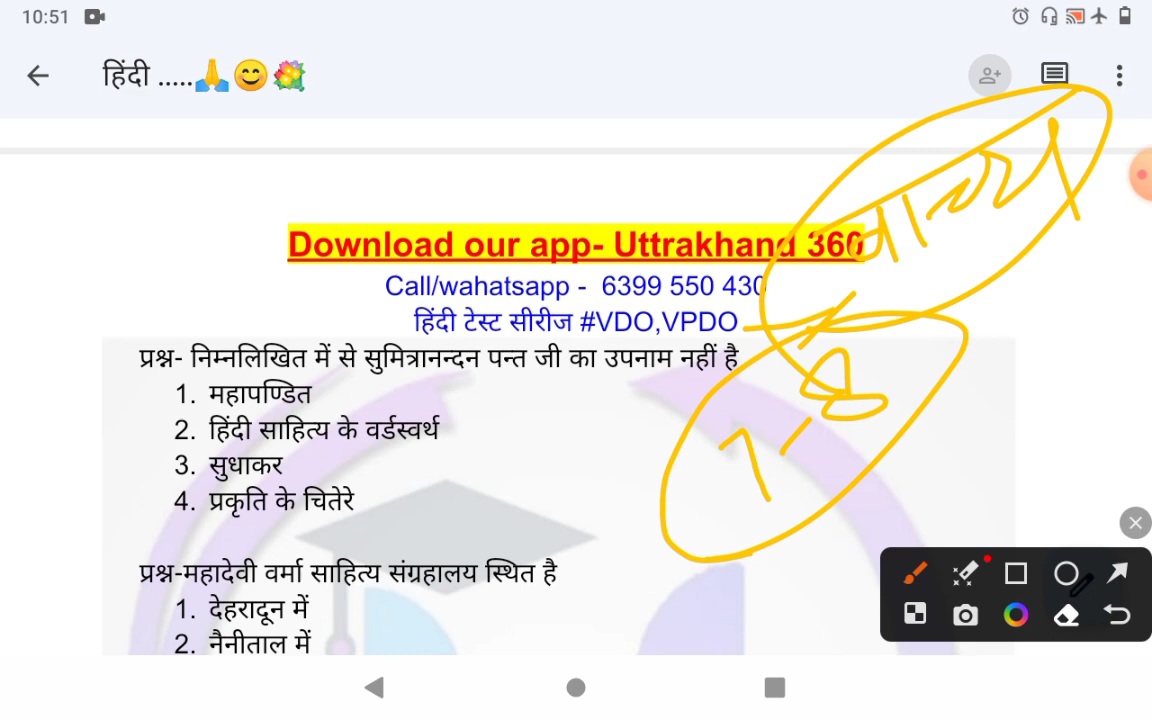 10:51
हिंदी .....🙏😊💐
Download our app- Uttrakhand 360
Call/wahatsapp - 6399 550 430
हिंदी टेस्ट सीरीज #VDO,VPDO
प्रश्न- निम्नलिखित में से सुमित्रानन्दन पन्त जी का उपनाम नहीं है
1. महापण्डित
2. हिंदी साहित्य के वर्डस्वर्थ
3. सुधाकर
4. प्रकृति के चितेरे
प्रश्न-महादेवी वर्मा साहित्य संग्रहालय स्थित है
1. देहरादून में
2. नैनीताल में